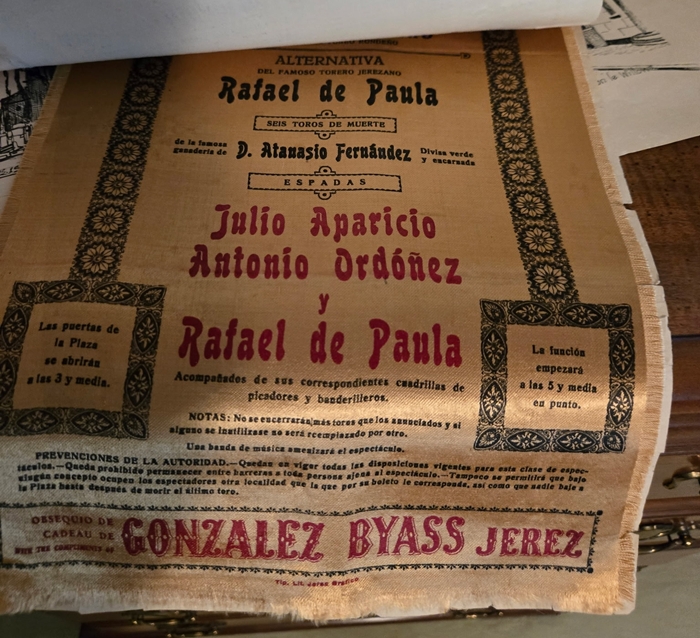 ALTERNATIVA
DEL FAMOSO TORERO JEREZANO
Rafael de Paula
SEIS TOROS DE MUERTE
de la famosa
ganadería de
D. Atanasio Fernández
Divisa verde
y encarnada
ESPADAS
Julio Aparicio
Antonio Ordóñez
y
Rafael de Paula
Las puertas de
la Plaza
se abrirán
a las 3 y media.
La función
empezará
a las 5 y media
en punto.
Acompañados de sus correspondientes cuadrillas de
picadores y banderilleros.
NOTAS: No se encerrarán más toros que los anunciados y si
alguno se inutilizase no será reemplazado por otro.
Una banda de música amenizará el espectáculo.
PREVENCIONES DE LA AUTORIDAD.—Quedan en vigor todas las disposiciones vigentes para esta clase de espec-
táculos.—Queda prohibido permanecer entre barreras a toda persona ajena al espectáculo.—Tampoco se permitirá que bajo
ningún concepto ocupen los espectadores otra localidad que la que por su boleto le corresponda, así como que nadie baje a
la Plaza hasta después de morir el último toro.
OBSEQUIO DE
CADEAU DE
WITH THE COMPLIMENTS OF
GONZALEZ BYASS JEREZ
Tip. Lit. Jerez Gráfico